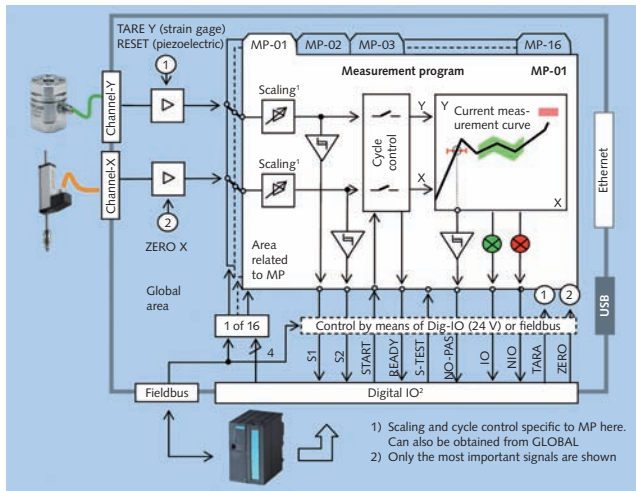 TARE Y (strain gage)
RESET (piezoelectric)
1
MP-01
MP-02
MP-03
MP-16
Measurement program
MP-01
Channel-Y
Scaling¹
Y
Y
Current meas-
urement curve
Cycle
control
Channel-X
Scaling¹
X
X
2
ZERO X
Ethernet
Area
related
to MP
Global
area
USB
1
2
1 of 16
Control by means of Dig-IO (24 V) or fieldbus
4
S1
S2
START
READY
S-TEST
NO-PAS
IO
NIO
TARA
ZERO
Fieldbus
Digital IO²
1) Scaling and cycle control specific to MP here.
Can also be obtained from GLOBAL
2) Only the most important signals are shown